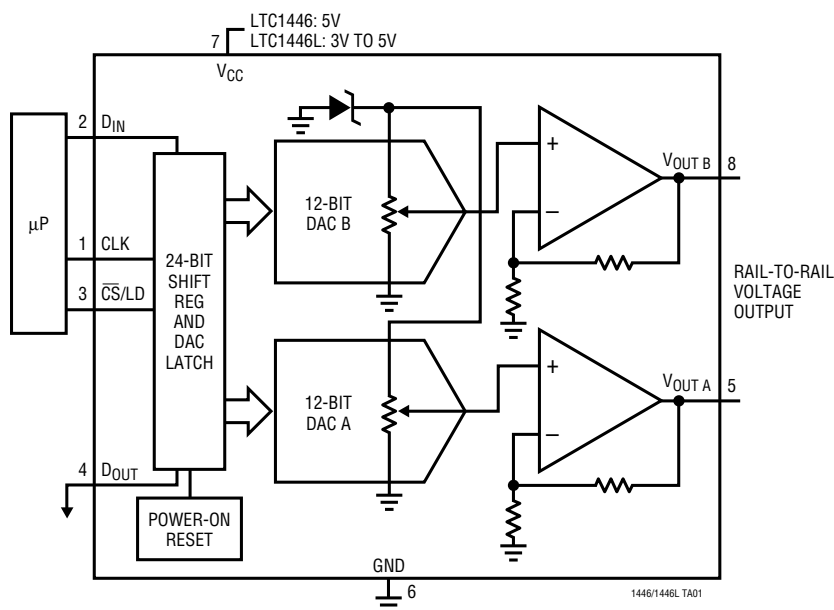 LTC1446: 5V
LTC1446L: 3V TO 5V
7
VCC
2 DIN
μP
1 CLK
3 C̅S̅/LD
24-BIT
SHIFT
REG
AND
DAC
LATCH
4 DOUT
POWER-ON
RESET
12-BIT
DAC B
+
–
VOUT B 8
RAIL-TO-RAIL
VOLTAGE
OUTPUT
12-BIT
DAC A
+
–
VOUT A 5
GND
6
1446/1446L TA01